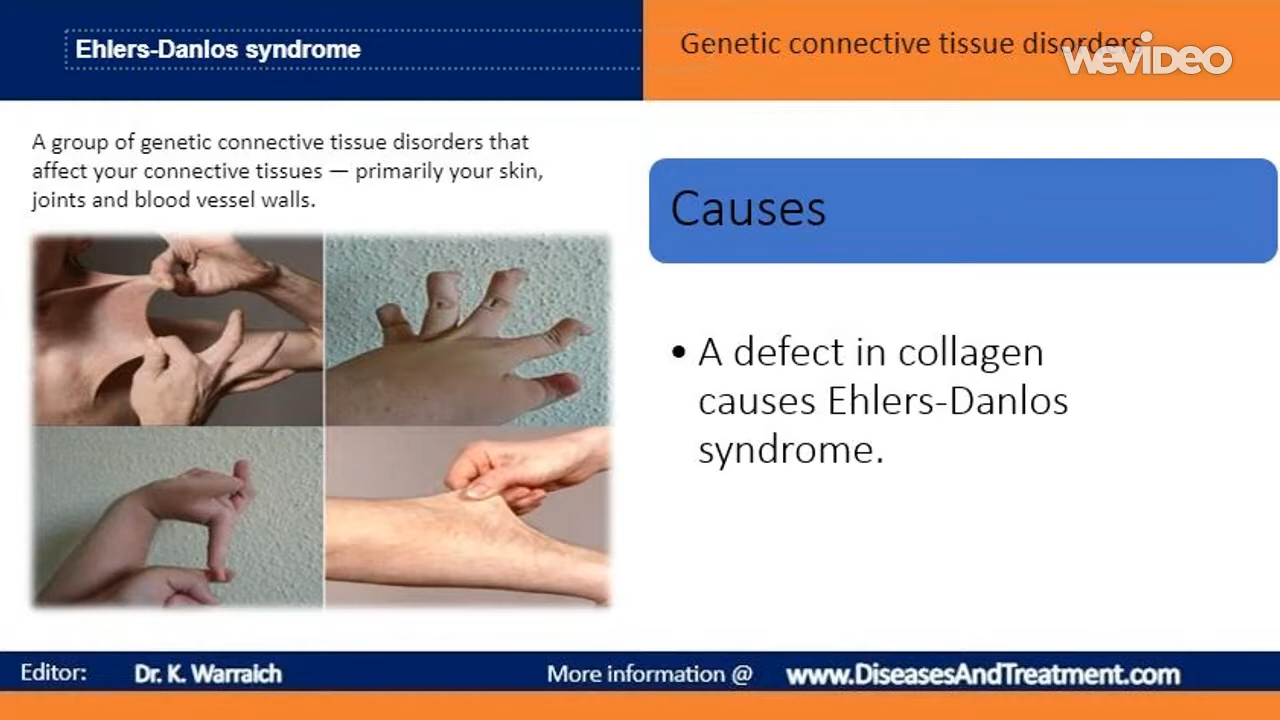 Ehlers-Danlos syndrome
Genetic connective tissue disorders
WeVideo
A group of genetic connective tissue disorders that
affect your connective tissues — primarily your skin,
joints and blood vessel walls.
Causes
• A defect in collagen
causes Ehlers-Danlos
syndrome.
Editor: Dr. K. Warraich
More information @ www.DiseasesAndTreatment.com